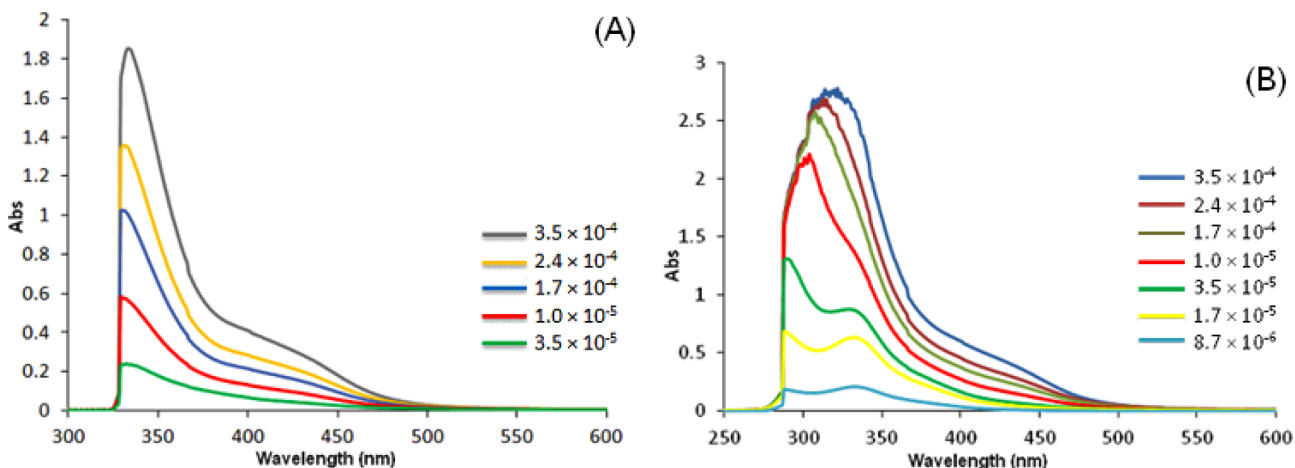 (A)
2
1.8
1.6
1.4
1.2
1
0.8
0.6
0.4
0.2
0
Abs
300 350 400 450 500 550 600
Wavelength (nm)
3.5 × 10⁻⁴
2.4 × 10⁻⁴
1.7 × 10⁻⁴
1.0 × 10⁻⁵
3.5 × 10⁻⁵
(B)
3
2.5
2
1.5
1
0.5
0
Abs
250 300 350 400 450 500 550 600
Wavelength (nm)
3.5 × 10⁻⁴
2.4 × 10⁻⁴
1.7 × 10⁻⁴
1.0 × 10⁻⁵
3.5 × 10⁻⁵
1.7 × 10⁻⁵
8.7 × 10⁻⁶